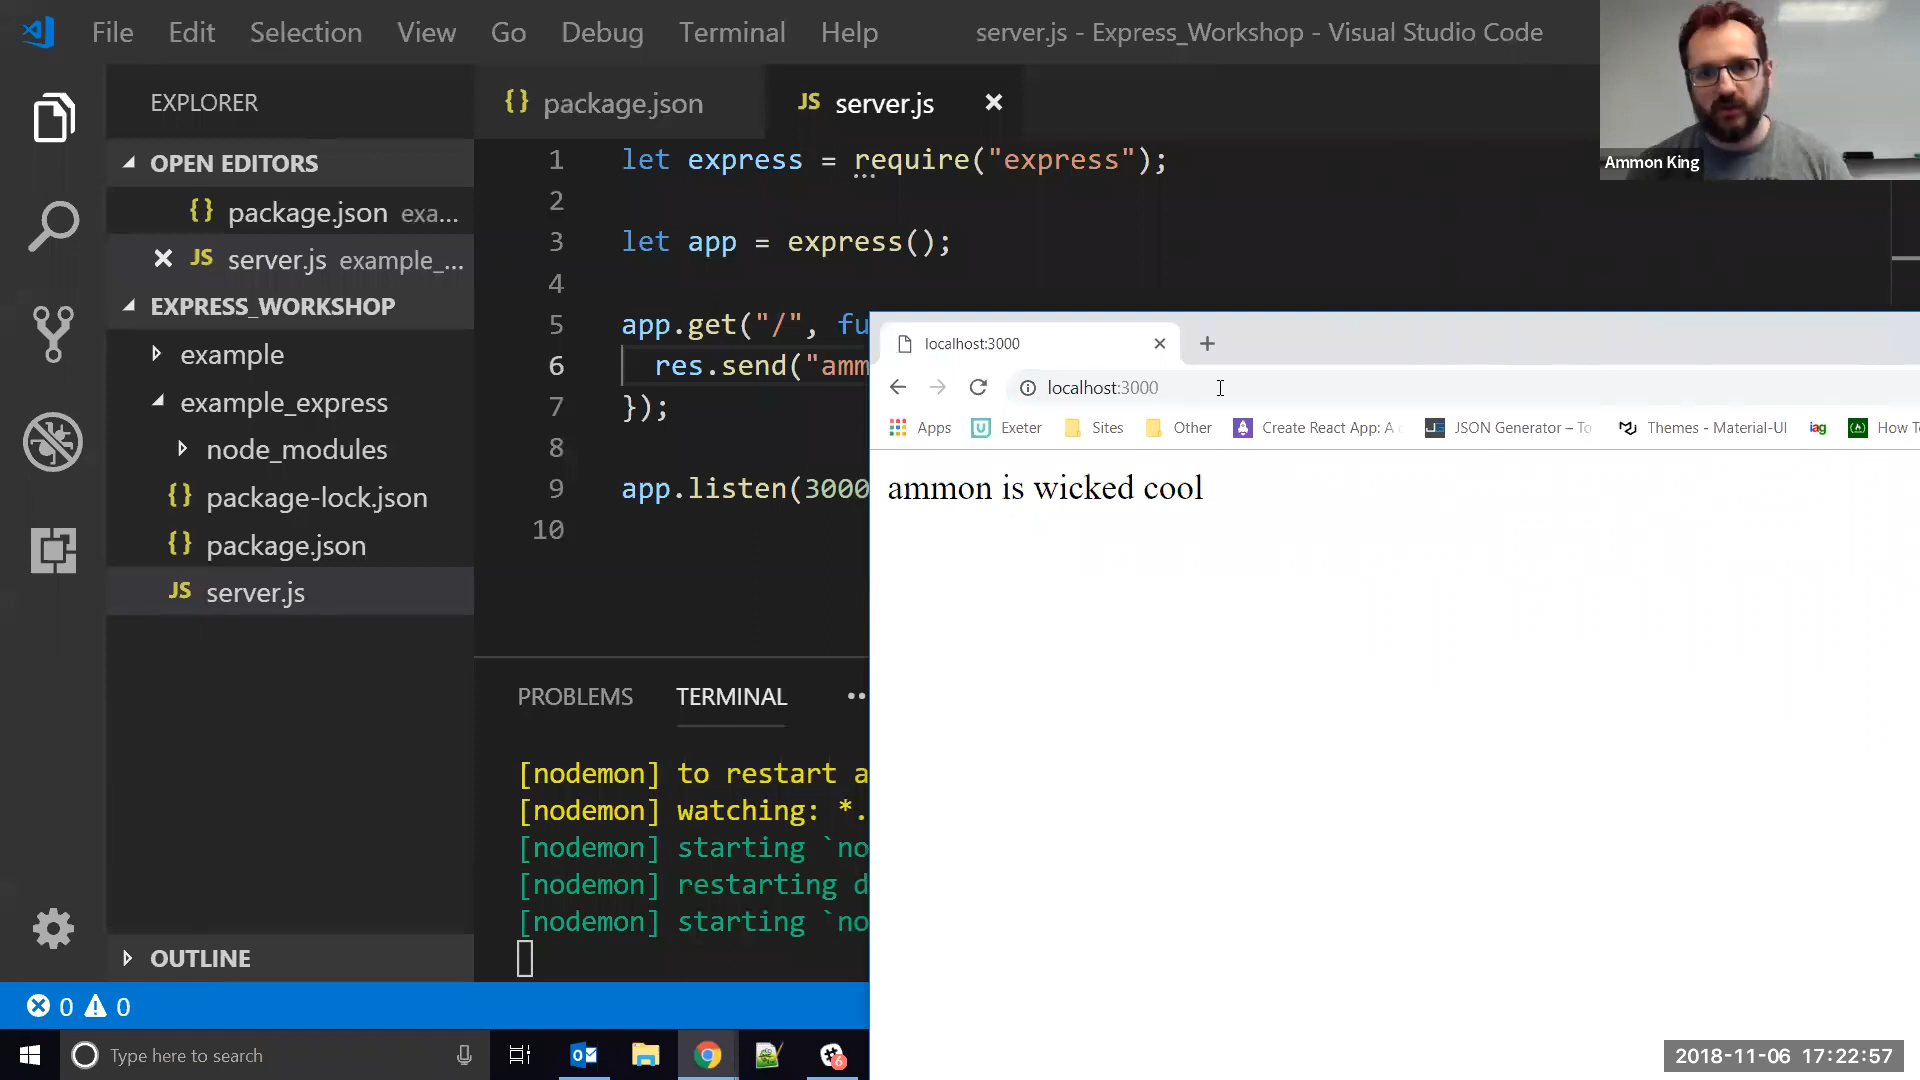 File Edit Selection View Go Debug Terminal Help server.js - Express_Workshop - Visual Studio Code
Ammon King
EXPLORER
OPEN EDITORS
{} package.json exa...
JS server.js example_...
EXPRESS_WORKSHOP
example
example_express
node_modules
{} package-lock.json
{} package.json
JS server.js
OUTLINE
{} package.json JS server.js
1 let express = require("express");
2
3 let app = express();
4
5 app.get("/", fu
6 res.send("amm
7 });
8
9 app.listen(3000
10
PROBLEMS TERMINAL
[nodemon] to restart a
[nodemon] watching: *.
[nodemon] starting `no
[nodemon] restarting d
[nodemon] starting `no
localhost:3000
localhost:3000
Apps Exeter Sites Other Create React App: A JSON Generator – To Themes - Material-UI iag How T
ammon is wicked cool
0 0
Type here to search
6
2018-11-06 17:22:57